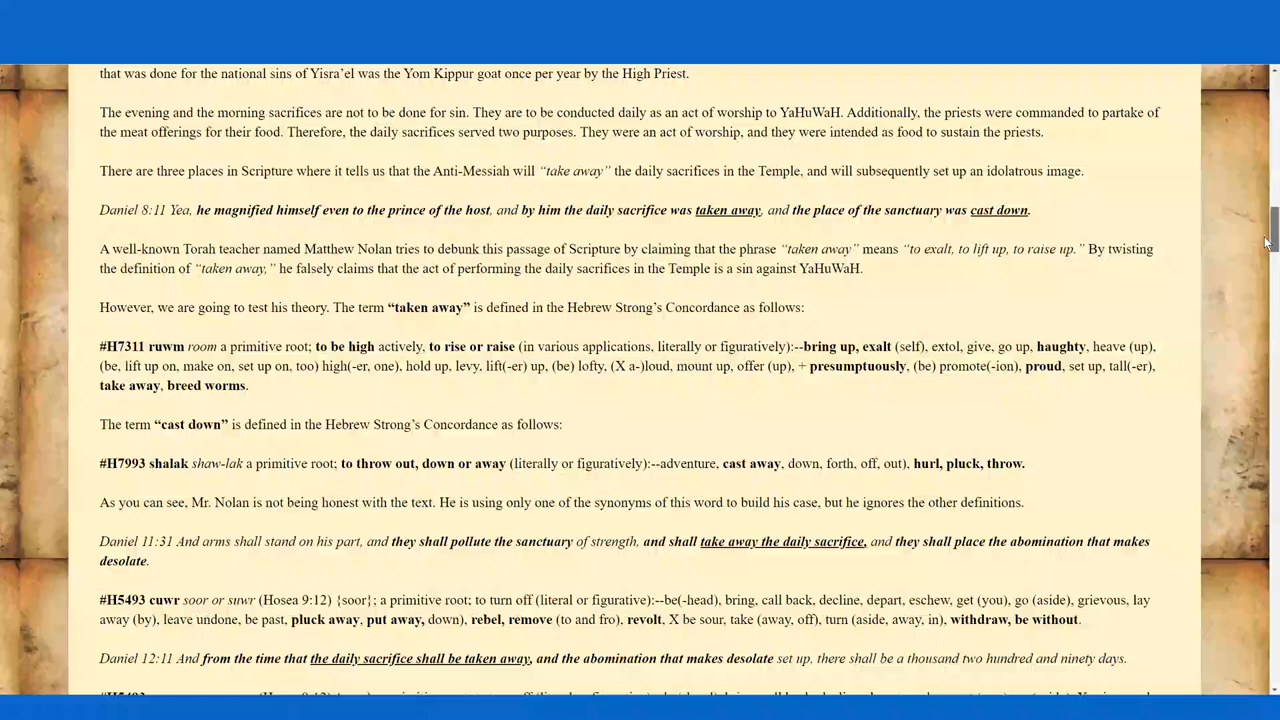 that was done for the national sins of Yisra’el was the Yom Kippur goat once per year by the High Priest.
The evening and the morning sacrifices are not to be done for sin. They are to be conducted daily as an act of worship to YaHuWaH. Additionally, the priests were commanded to partake of
the meat offerings for their food. Therefore, the daily sacrifices served two purposes. They were an act of worship, and they were intended as food to sustain the priests.
There are three places in Scripture where it tells us that the Anti-Messiah will “take away” the daily sacrifices in the Temple, and will subsequently set up an idolatrous image.
Daniel 8:11 Yea, he magnified himself even to the prince of the host, and by him the daily sacrifice was taken away, and the place of the sanctuary was cast down.
A well-known Torah teacher named Matthew Nolan tries to debunk this passage of Scripture by claiming that the phrase “taken away” means “to exalt, to lift up, to raise up.” By twisting
the definition of “taken away,” he falsely claims that the act of performing the daily sacrifices in the Temple is a sin against YaHuWaH.
However, we are going to test his theory. The term “taken away” is defined in the Hebrew Strong’s Concordance as follows:
#H7311 ruwm room a primitive root; to be high actively, to rise or raise (in various applications, literally or figuratively):--bring up, exalt (self), extol, give, go up, haughty, heave (up),
(be, lift up on, make on, set up on, too) high(-er, one), hold up, levy, lift(-er) up, (be) lofty, (X a-)loud, mount up, offer (up), + presumptuously, (be) promote(-ion), proud, set up, tall(-er),
take away, breed worms.
The term “cast down” is defined in the Hebrew Strong’s Concordance as follows:
#H7993 shalak shaw-lak a primitive root; to throw out, down or away (literally or figuratively):--adventure, cast away, down, forth, off, out), hurl, pluck, throw.
As you can see, Mr. Nolan is not being honest with the text. He is using only one of the synonyms of this word to build his case, but he ignores the other definitions.
Daniel 11:31 And arms shall stand on his part, and they shall pollute the sanctuary of strength, and shall take away the daily sacrifice, and they shall place the abomination that makes
desolate.
#H5493 cuwr soor or suwr (Hosea 9:12) {soor}; a primitive root; to turn off (literal or figurative):--be(-head), bring, call back, decline, depart, eschew, get (you), go (aside), grievous, lay
away (by), leave undone, be past, pluck away, put away, down), rebel, remove (to and fro), revolt, X be sour, take (away, off), turn (aside, away, in), withdraw, be without.
Daniel 12:11 And from the time that the daily sacrifice shall be taken away, and the abomination that makes desolate set up, there shall be a thousand two hundred and ninety days.